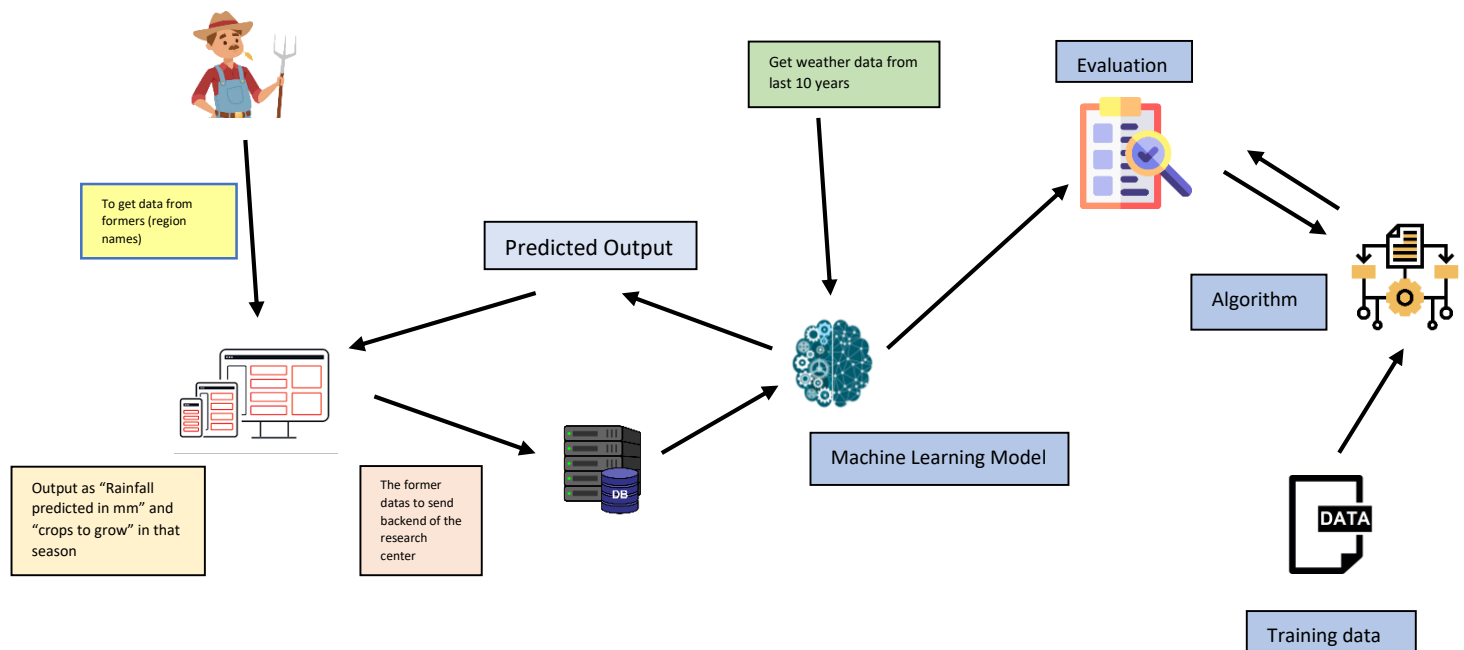 Get weather data from
last 10 years
Evaluation
To get data from
formers (region
names)
Predicted Output
Algorithm
Machine Learning Model
Output as “Rainfall
predicted in mm” and
“crops to grow” in that
season
The former
datas to send
backend of the
research
center
DB
DATA
Training data